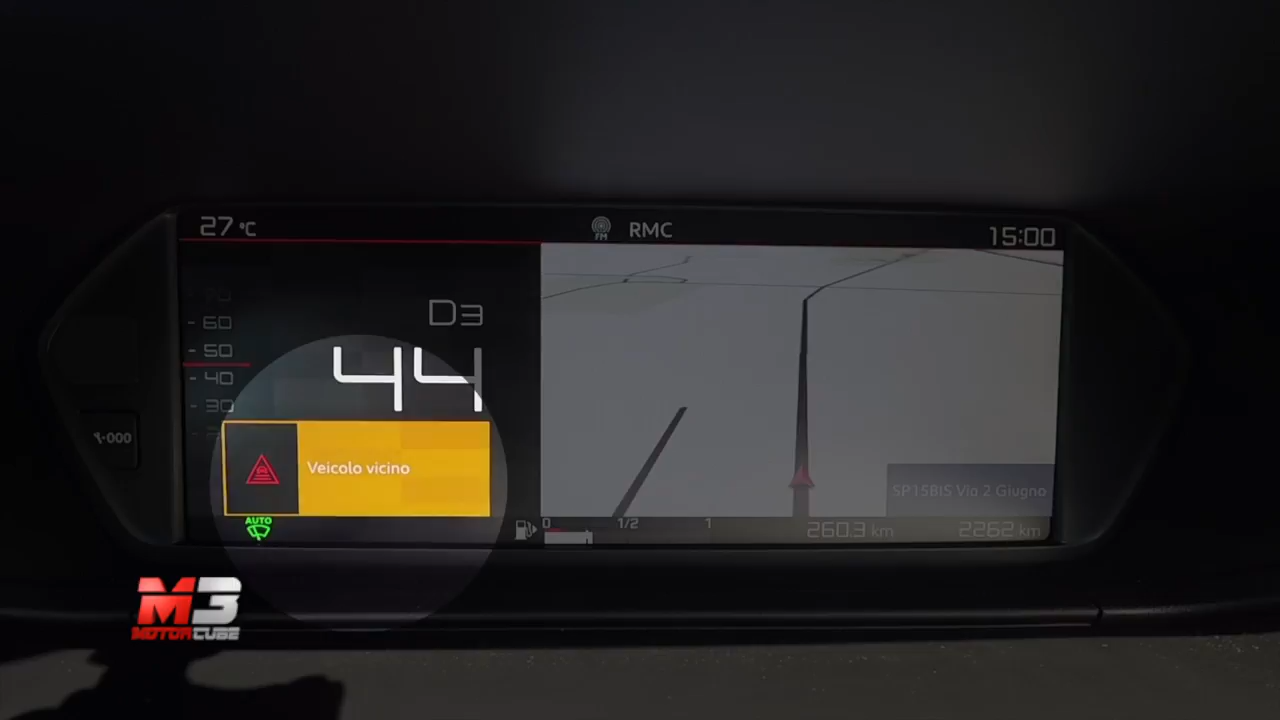 27 °C
FM
RMC
15:00
D3
- 60
- 50
- 40
- 30
44
000
Veicolo vicino
AUTO
SP15BIS Via 2 Giugno
0 1/2 1
260.3 km
2262 km
M3
MOTORCUBE